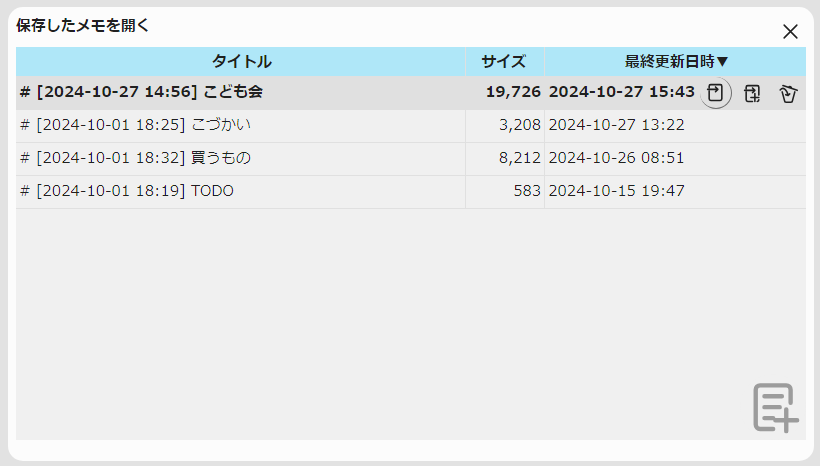 保存したメモを開く
タイトル サイズ 最終更新日時▼
# [2024-10-27 14:56] こども会 19,726 2024-10-27 15:43
# [2024-10-01 18:25] こづかい 3,208 2024-10-27 13:22
# [2024-10-01 18:32] 買うもの 8,212 2024-10-26 08:51
# [2024-10-01 18:19] TODO 583 2024-10-15 19:47